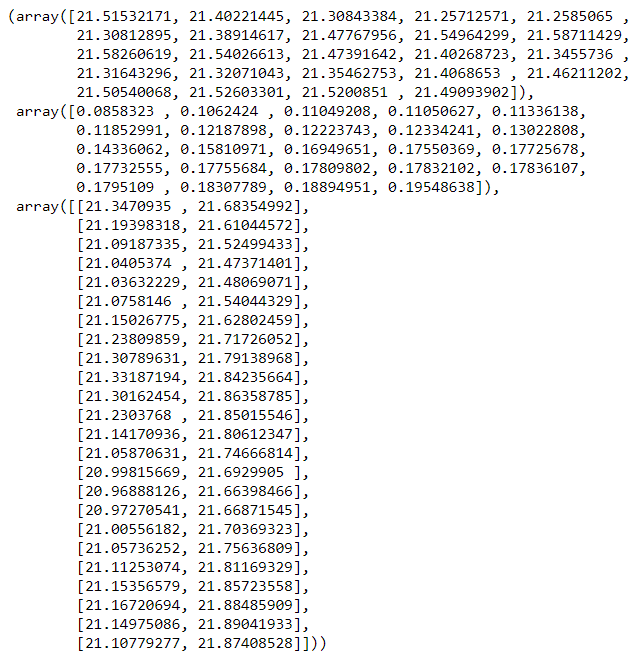 (array([21.51532171, 21.40221445, 21.30843384, 21.25712571, 21.2585065 ,
21.30812895, 21.38914617, 21.47767956, 21.54964299, 21.58711429,
21.58260619, 21.54026613, 21.47391642, 21.40268723, 21.3455736 ,
21.31643296, 21.32071043, 21.35462753, 21.4068653 , 21.46211202,
21.50540068, 21.52603301, 21.5200851 , 21.49093902]),
array([0.0858323 , 0.1062424 , 0.11049208, 0.11050627, 0.11336138,
0.11852991, 0.12187898, 0.12223743, 0.12334241, 0.13022808,
0.14336062, 0.15810971, 0.16949651, 0.17550369, 0.17725678,
0.17732555, 0.17755684, 0.17809802, 0.17832102, 0.17836107,
0.1795109 , 0.18307789, 0.18894951, 0.19548638]),
array([[21.3470935 , 21.68354992],
[21.19398318, 21.61044572],
[21.09187335, 21.52499433],
[21.0405374 , 21.47371401],
[21.03632229, 21.48069071],
[21.0758146 , 21.54044329],
[21.15026775, 21.62802459],
[21.23809859, 21.71726052],
[21.30789631, 21.79138968],
[21.33187194, 21.84235664],
[21.30162454, 21.86358785],
[21.2303768 , 21.85015546],
[21.14170936, 21.80612347],
[21.05870631, 21.74666814],
[20.99815669, 21.6929905 ],
[20.96888126, 21.66398466],
[20.97270541, 21.66871545],
[21.00556182, 21.70369323],
[21.05736252, 21.75636809],
[21.11253074, 21.81169329],
[21.15356579, 21.85723558],
[21.16720694, 21.88485909],
[21.14975086, 21.89041933],
[21.10779277, 21.87408528]]))